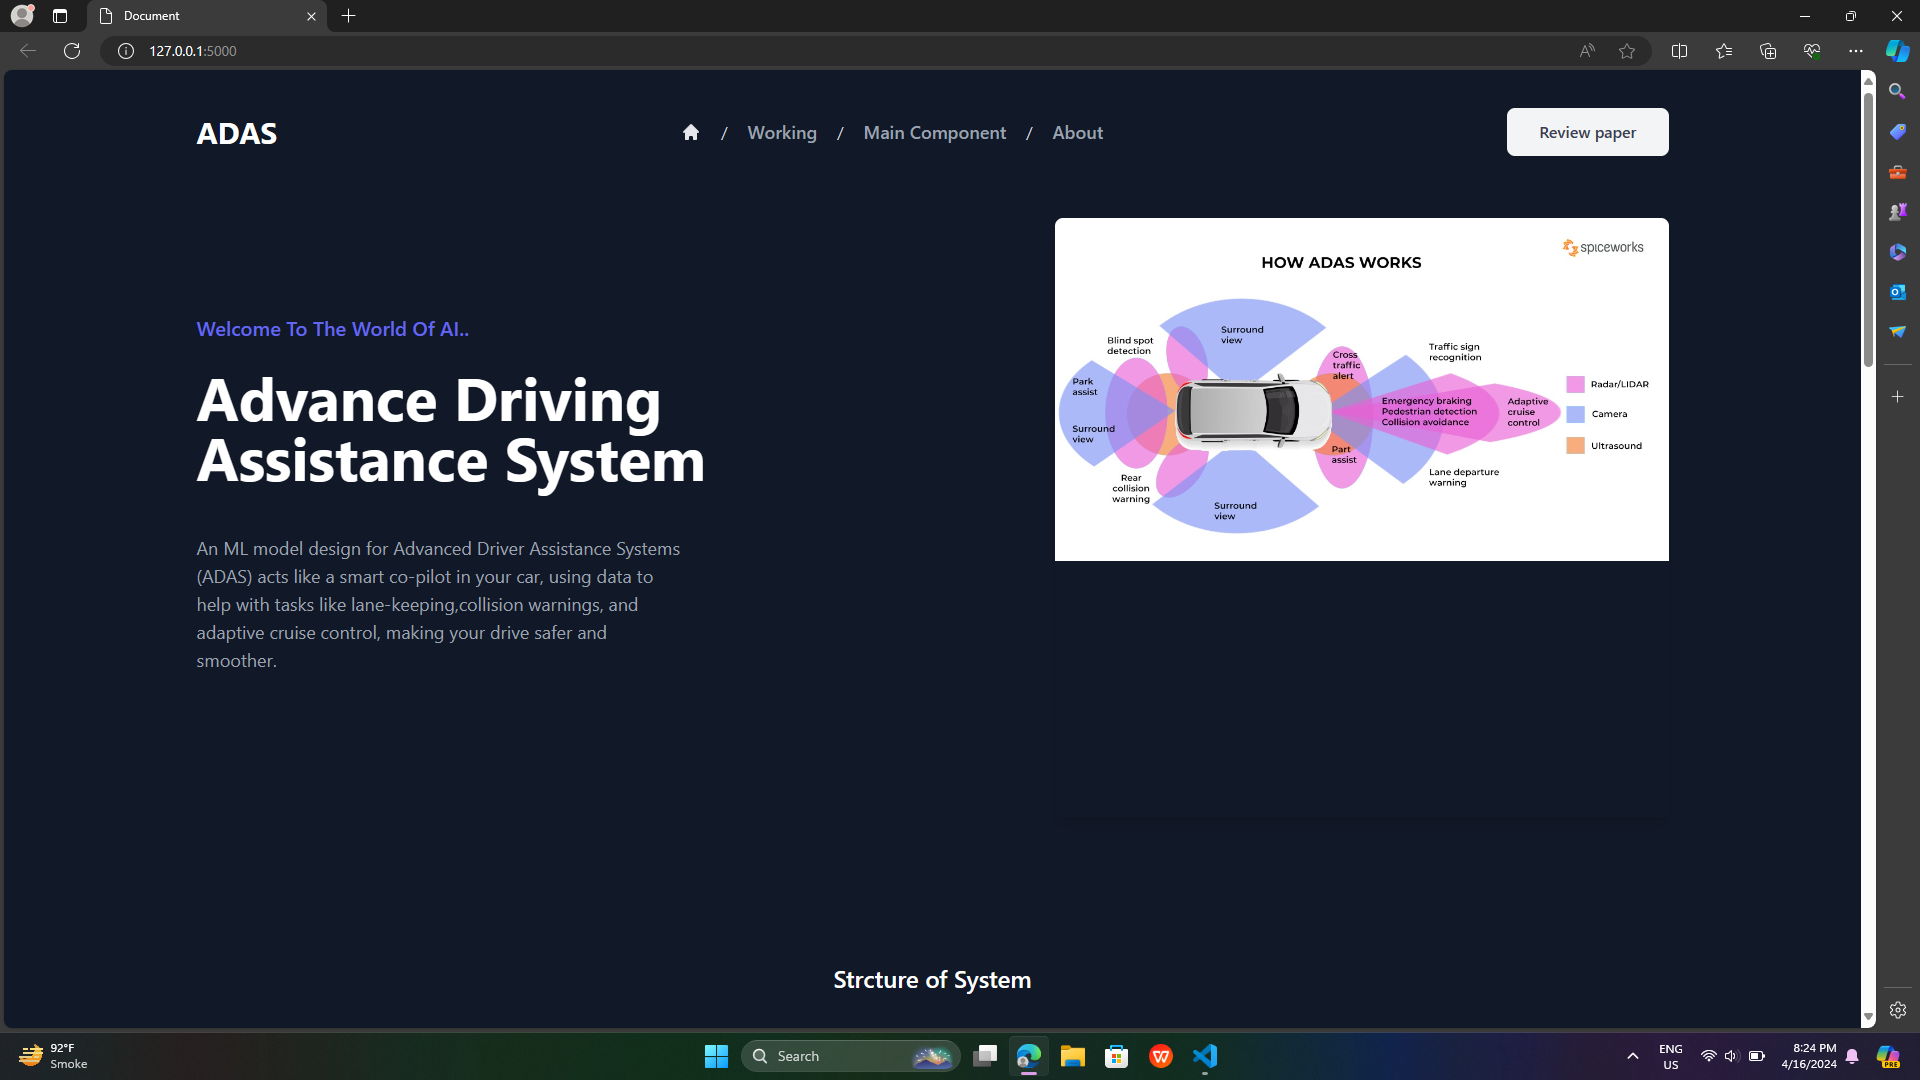 Document
127.0.0.1:5000
ADAS
/ Working / Main Component / About
Review paper
spiceworks
HOW ADAS WORKS
Surround
view
Blind spot
detection
Park
assist
Surround
view
Rear
collision
warning
Surround
view
Cross
traffic
alert
Part
assist
Traffic sign
recognition
Emergency braking
Pedestrian detection
Collision avoidance
Adaptive
cruise
control
Lane departure
warning
Radar/LIDAR
Camera
Ultrasound
Welcome To The World Of AI..
Advance Driving
Assistance System
An ML model design for Advanced Driver Assistance Systems
(ADAS) acts like a smart co-pilot in your car, using data to
help with tasks like lane-keeping,collision warnings, and
adaptive cruise control, making your drive safer and
smoother.
Strcture of System
92°F
Smoke
Search
ENG
US
8:24 PM
4/16/2024
PRE